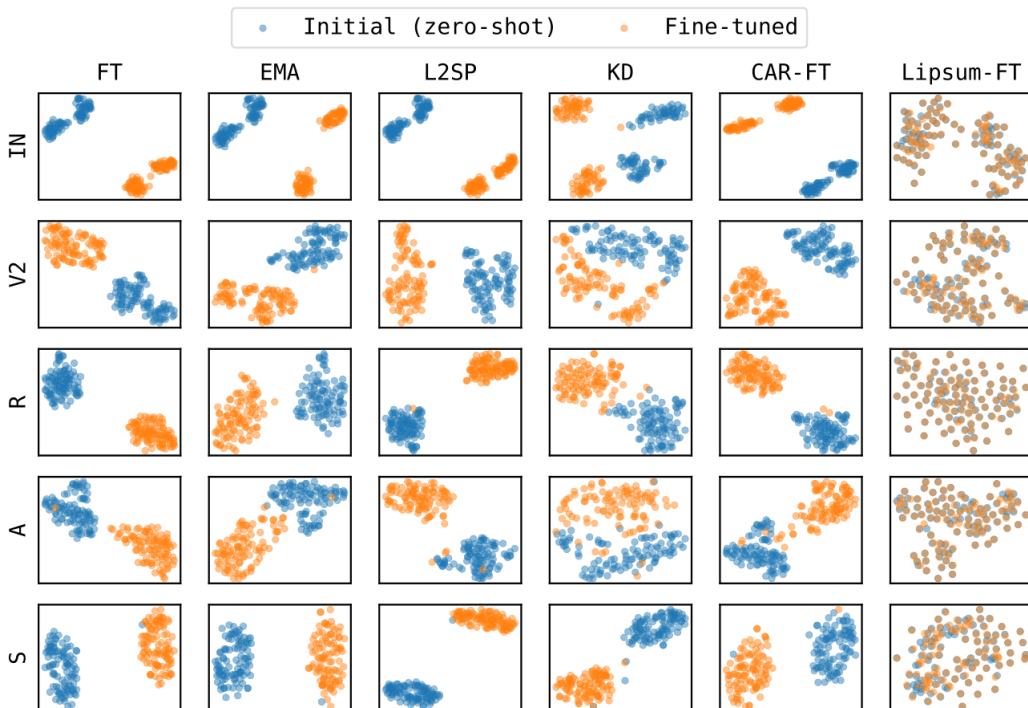 Initial (zero-shot) Fine-tuned
FT EMA L2SP KD CAR-FT Lipsum-FT
IN
V2
R
A
S